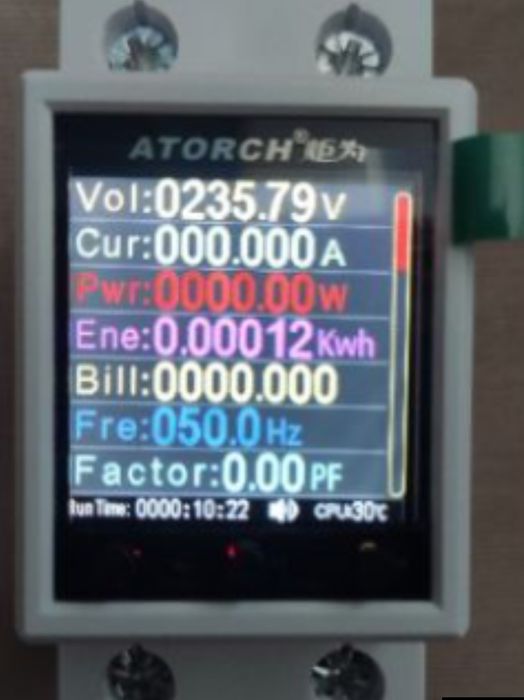 ATORCH®炬为
Vol:0235.79V
Cur:000.000A
Pwr:0000.00W
Ene:0.00012Kwh
Bill:0000.000
Fre:050.0Hz
Factor:0.00PF
Run Time: 0000:10:22 CPU:30℃